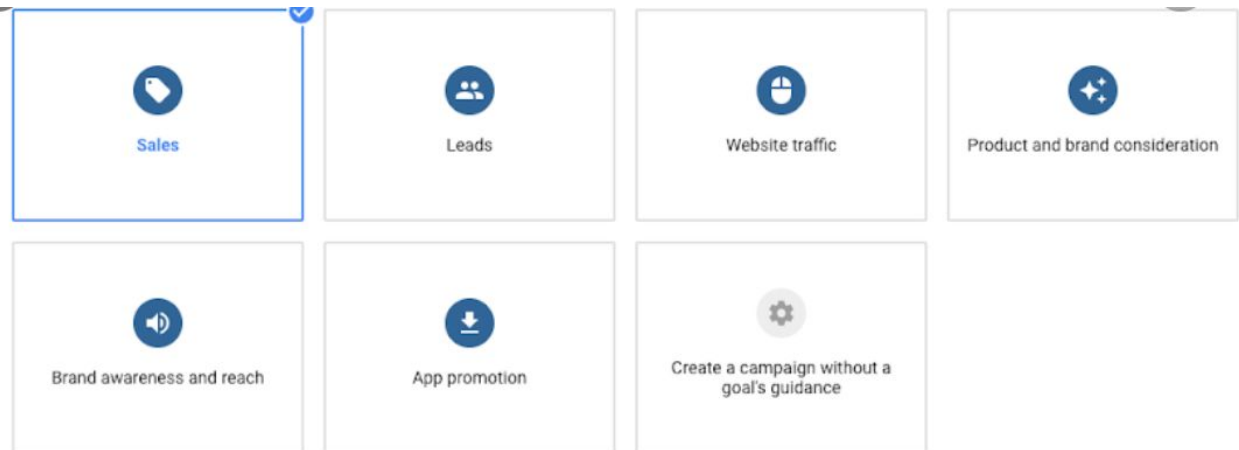 Sales
Leads
Website traffic
Product and brand consideration
Brand awareness and reach
App promotion
Create a campaign without a
goal's guidance